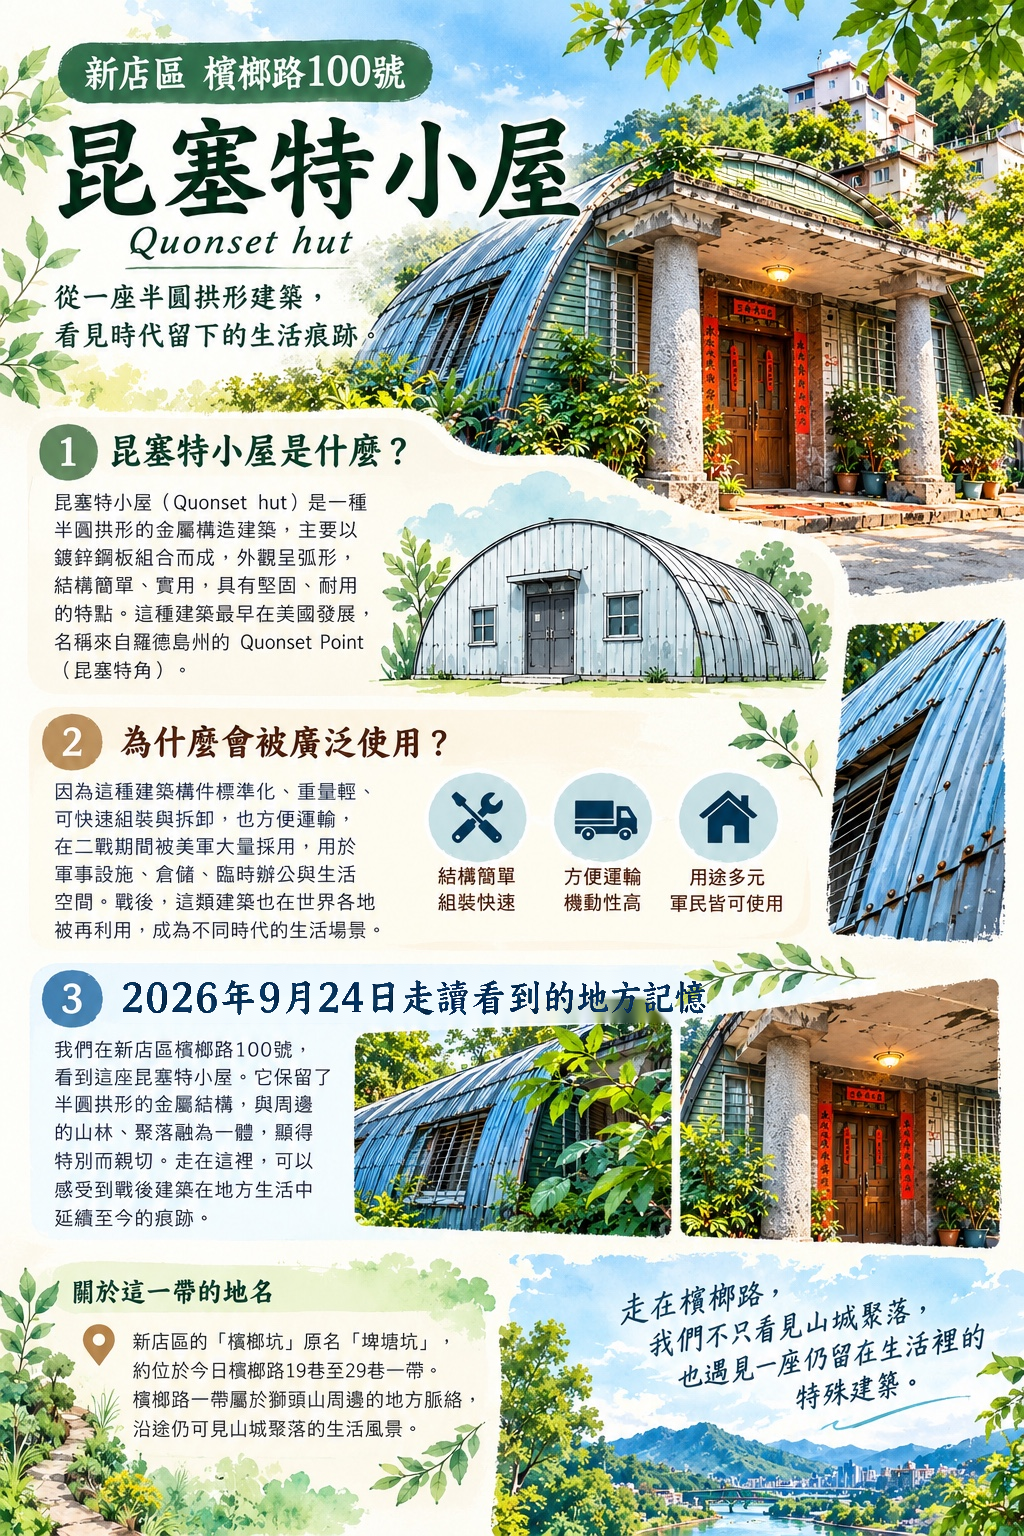 新店區 檳榔路100號
昆塞特小屋
Quonset hut
從一座半圓拱形建築，
看見時代留下的生活痕跡。
1 昆塞特小屋是什麼？
昆塞特小屋（Quonset hut）是一種
半圓拱形的金屬構造建築，主要以
鍍鋅鋼板組合而成，外觀呈弧形，
結構簡單、實用，具有堅固、耐用
的特點。這種建築最早在美國發展，
名稱來自羅德島州的 Quonset Point
（昆塞特角）。
2 為什麼會被廣泛使用？
因為這種建築構件標準化、重量輕、
可快速組裝與拆卸，也方便運輸，
在二戰期間被美軍大量採用，用於
軍事設施、倉儲、臨時辦公與生活
空間。戰後，這類建築也在世界各地
被再利用，成為不同時代的生活場景。
結構簡單
組裝快速
方便運輸
機動性高
用途多元
軍民皆可使用
3 2026年9月24日走讀看到的地方記憶
我們在新店區檳榔路100號，
看到這座昆塞特小屋。它保留了
半圓拱形的金屬結構，與周邊
的山林、聚落融為一體，顯得
特別而親切。走在這裡，可以
感受到戰後建築在地方生活中
延續至今的痕跡。
關於這一帶的地名
新店區的「檳榔坑」原名「埤塘坑」，
約位於今日檳榔路19巷至29巷一帶。
檳榔路一帶屬於獅頭山周邊的地方脈絡，
沿途仍可見山城聚落的生活風景。
走在檳榔路，
我們不只看見山城聚落，
也遇見一座仍留在生活裡的
特殊建築。